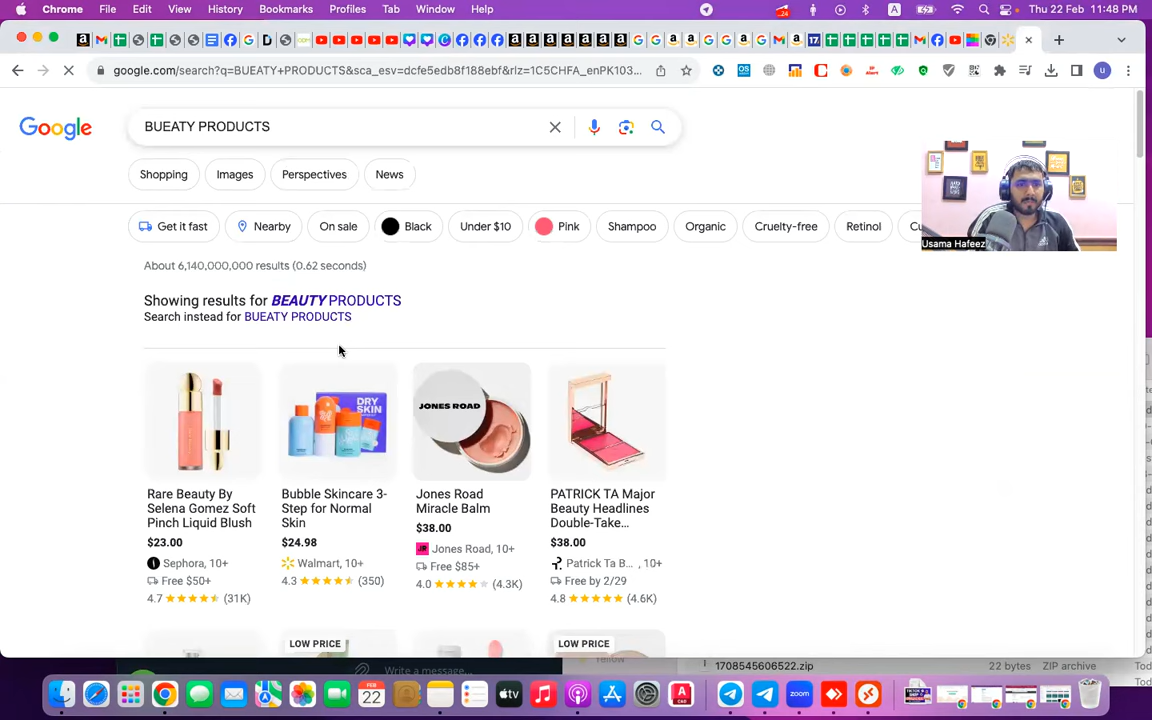 Chrome File Edit View History Bookmarks Profiles Tab Window Help
24
A
Thu 22 Feb 11:48 PM
google.com/search?q=BUEATY+PRODUCTS&sca_esv=dcfe5edb8f188ebf&rlz=1C5CHFA_enPK103...
Google
BUEATY PRODUCTS
Shopping Images Perspectives News
Usama Hafeez
Get it fast Nearby On sale Black Under $10 Pink Shampoo Organic Cruelty-free Retinol
About 6,140,000,000 results (0.62 seconds)
Showing results for BEAUTY PRODUCTS
Search instead for BUEATY PRODUCTS
DRY
SKIN
JONES ROAD
Rare Beauty By
Selena Gomez Soft
Pinch Liquid Blush
$23.00
Sephora, 10+
Free $50+
4.7 (31K)
Bubble Skincare 3-
Step for Normal
Skin
$24.98
Walmart, 10+
4.3 (350)
Jones Road
Miracle Balm
$38.00
Jones Road, 10+
Free $85+
4.0 (4.3K)
PATRICK TA Major
Beauty Headlines
Double-Take...
$38.00
Patrick Ta B... , 10+
Free by 2/29
4.8 (4.6K)
LOW PRICE
LOW PRICE
Write a message...
1708545606522.zip 22 bytes ZIP archive
FEB
22
tv
zoom